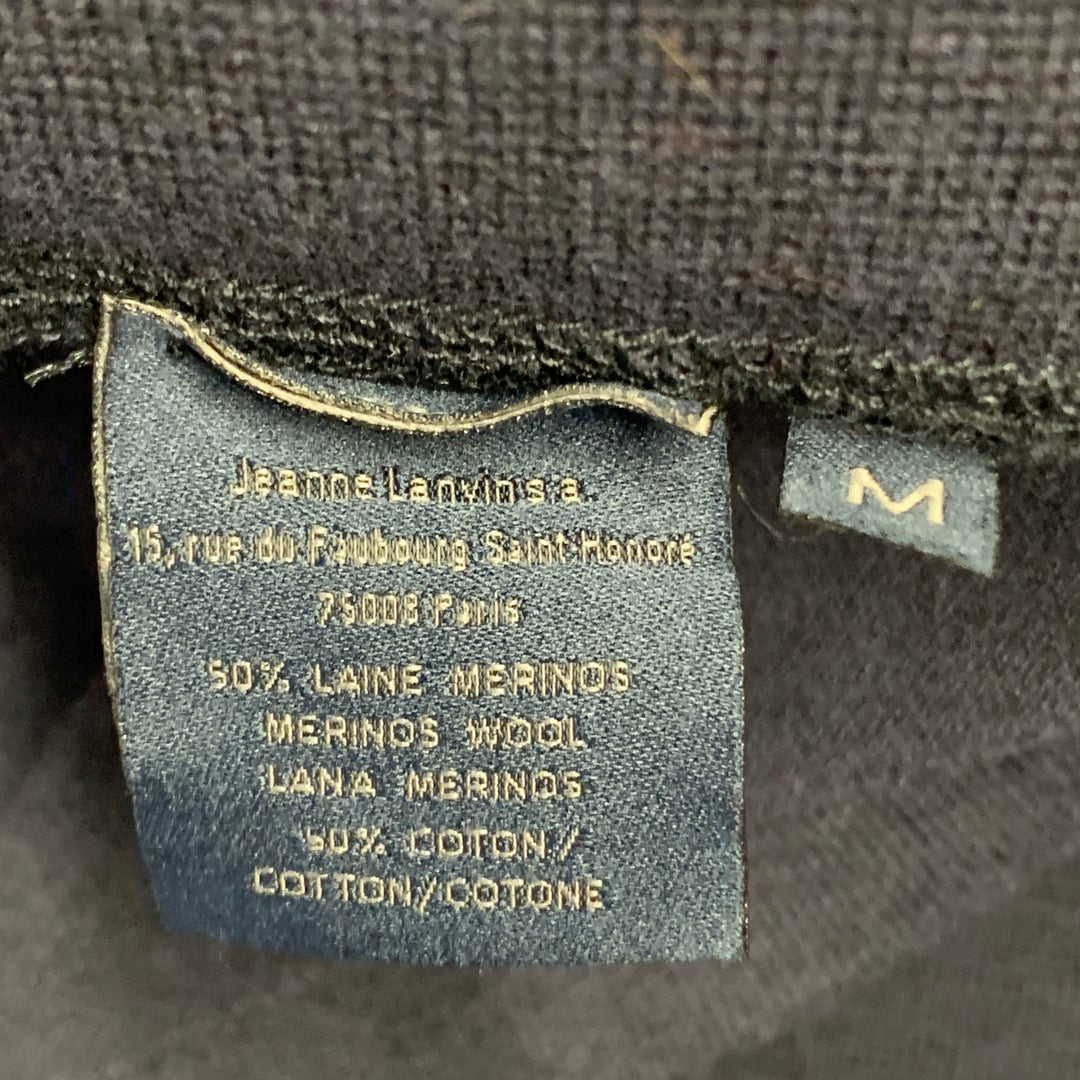 Jeanne Lanvin s.a.
15, rue du Faubourg Saint Honoré
75008 Paris
50% LAINE MERINOS
MERINOS WOOL
LANA MERINOS
50% COTON /
COTTON/COTONE
M